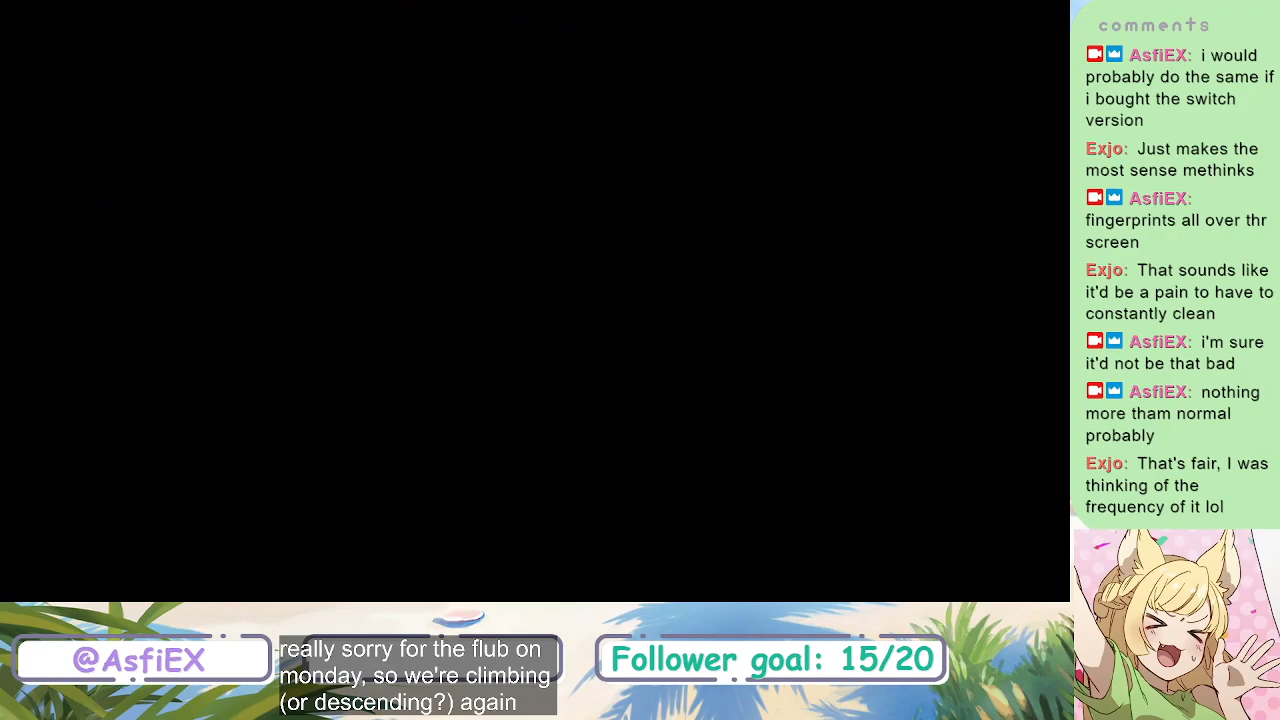 comments
AsfiEX: i would
probably do the same if
i bought the switch
version
Exjo: Just makes the
most sense methinks
AsfiEX:
fingerprints all over thr
screen
Exjo: That sounds like
it'd be a pain to have to
constantly clean
AsfiEX: i'm sure
it'd not be that bad
AsfiEX: nothing
more tham normal
probably
Exjo: That's fair, I was
thinking of the
frequency of it lol
@AsfiEX
really sorry for the flub on
monday, so we're climbing
(or descending?) again
Follower goal: 15/20